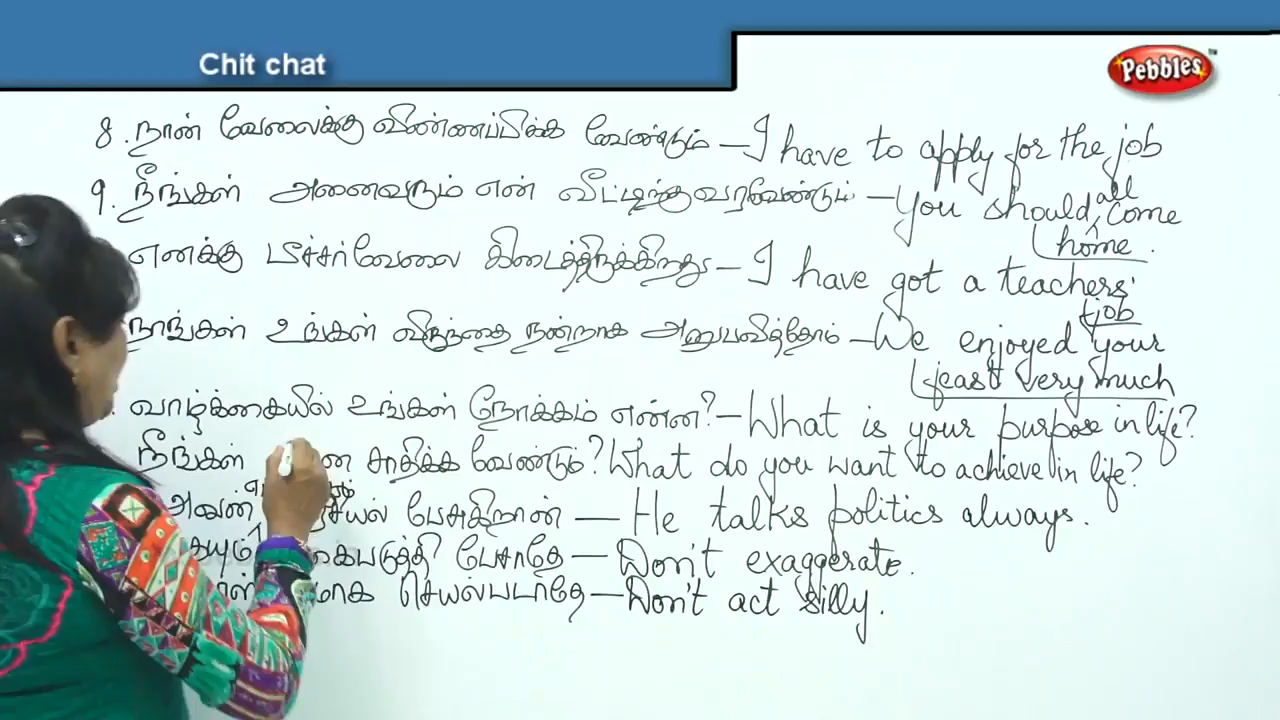 Chit chat
Pebbles
8. நான் வேலைக்கு விண்ணப்பிக்க வேண்டும் – I have to apply for the job
9. நீங்கள் அனைவரும் என் வீட்டிற்கு வரவேண்டும் – You should all come home.
எனக்கு டீச்சர் வேலை கிடைத்திருக்கிறது – I have got a teachers' job
நாங்கள் உங்கள் விருந்தை நன்றாக அனுபவித்தோம் – We enjoyed your feast very much
வாழ்க்கையில் உங்கள் நோக்கம் என்ன? – What is your purpose in life?
நீங்கள் சாதிக்க வேண்டும்? What do you want to achieve in life?
அவன் பேசுகிறான் – He talks politics always.
பேசாதே – Don't exaggerate.
செயல்படாதே – Don't act silly.